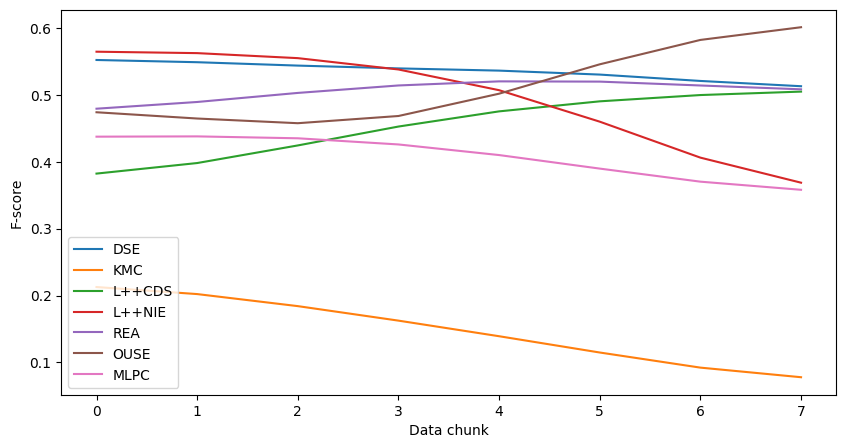 0.6
0.5
0.4
0.3
0.2
0.1
F-score
DSE
KMC
L++CDS
L++NIE
REA
OUSE
MLPC
0 1 2 3 4 5 6 7
Data chunk